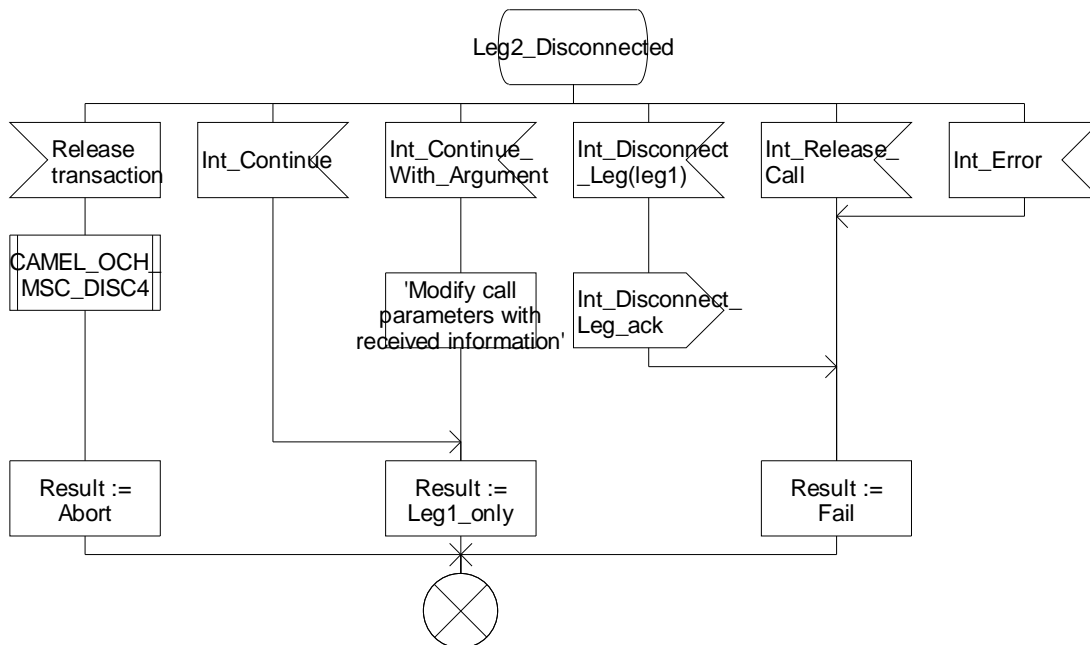 Leg2_Disconnected
Release
transaction
Int_Continue
Int_Continue_
With_Argument
Int_Disconnect
_Leg(leg1)
Int_Release_
Call
Int_Error
CAMEL_OCH_
MSC_DISC4
'Modify call
parameters with
received information'
Int_Disconnect_
Leg_ack
Result :=
Abort
Result :=
Leg1_only
Result :=
Fail